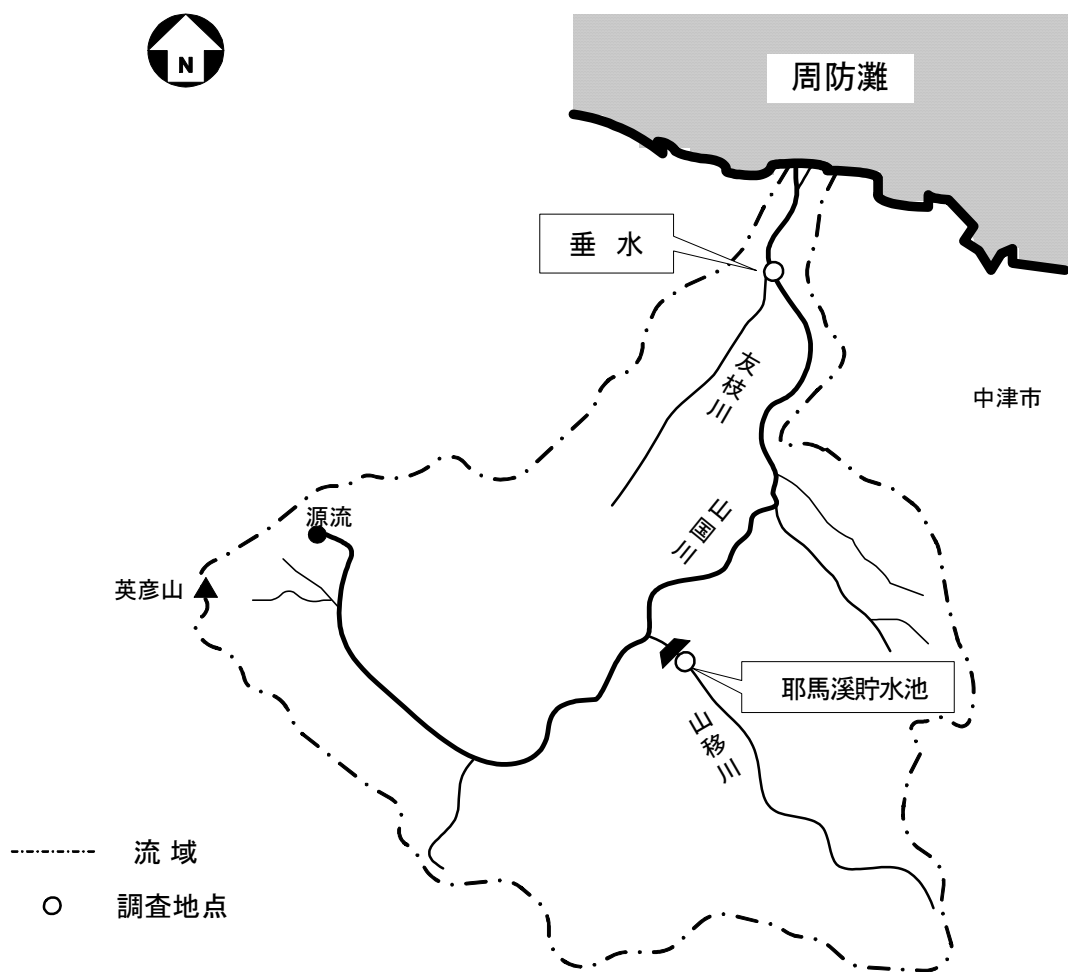 N
周防灘
垂 水
友枝川
中津市
山国川
源流
英彦山
耶馬溪貯水池
山移川
流 域
調査地点